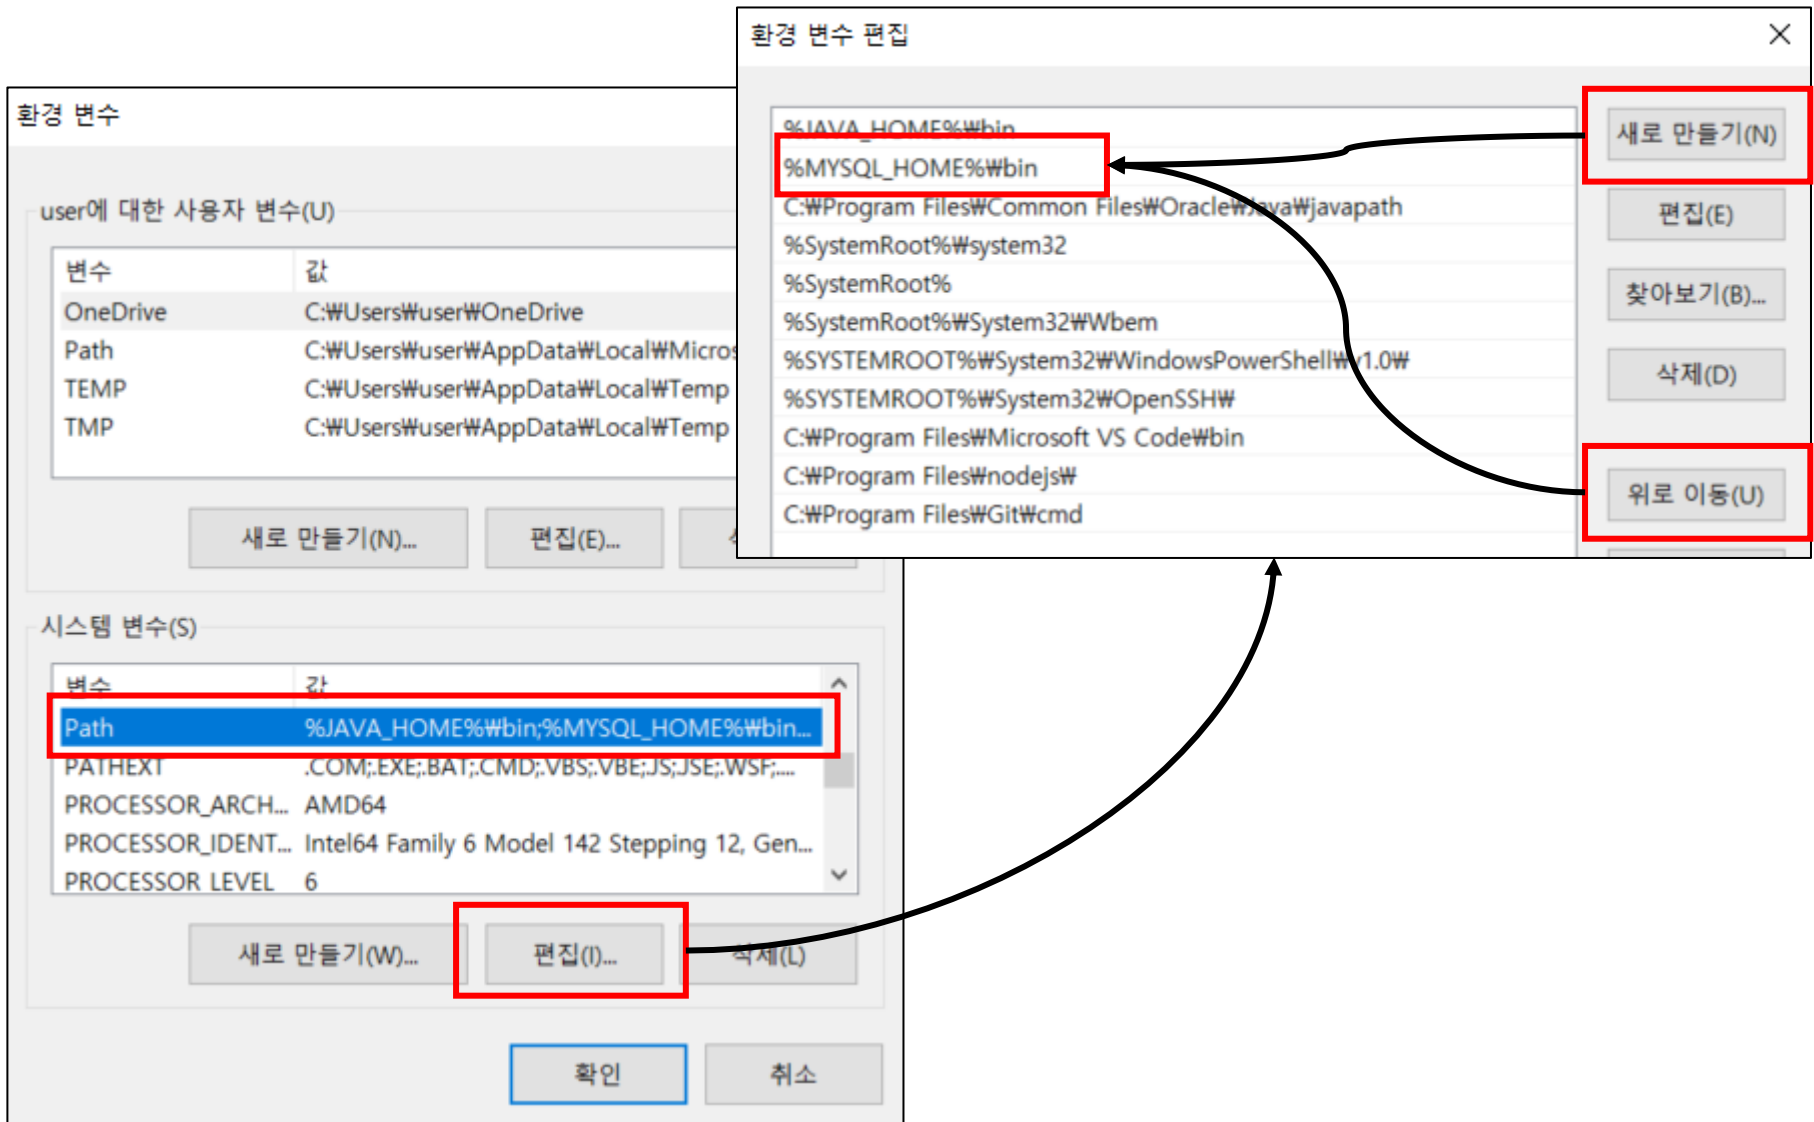 환경 변수 편집
%JAVA_HOME%₩bin
%MYSQL_HOME%₩bin
C:₩Program Files₩Common Files₩Oracle₩Java₩javapath
%SystemRoot%₩system32
%SystemRoot%
%SystemRoot%₩System32₩Wbem
%SYSTEMROOT%₩System32₩WindowsPowerShell₩v1.0₩
%SYSTEMROOT%₩System32₩OpenSSH₩
C:₩Program Files₩Microsoft VS Code₩bin
C:₩Program Files₩nodejs₩
C:₩Program Files₩Git₩cmd
새로 만들기(N)
편집(E)
찾아보기(B)...
삭제(D)
위로 이동(U)
환경 변수
user에 대한 사용자 변수(U)
변수 값
OneDrive C:₩Users₩user₩OneDrive
Path C:₩Users₩user₩AppData₩Local₩Micros
TEMP C:₩Users₩user₩AppData₩Local₩Temp
TMP C:₩Users₩user₩AppData₩Local₩Temp
새로 만들기(N)... 편집(E)...
시스템 변수(S)
변수 값
Path %JAVA_HOME%₩bin;%MYSQL_HOME%₩bin...
PATHEXT .COM;.EXE;.BAT;.CMD;.VBS;.VBE;.JS;.JSE;.WSF;....
PROCESSOR_ARCH... AMD64
PROCESSOR_IDENT... Intel64 Family 6 Model 142 Stepping 12, Gen...
PROCESSOR_LEVEL 6
새로 만들기(W)... 편집(I)... 삭제(L)
확인 취소